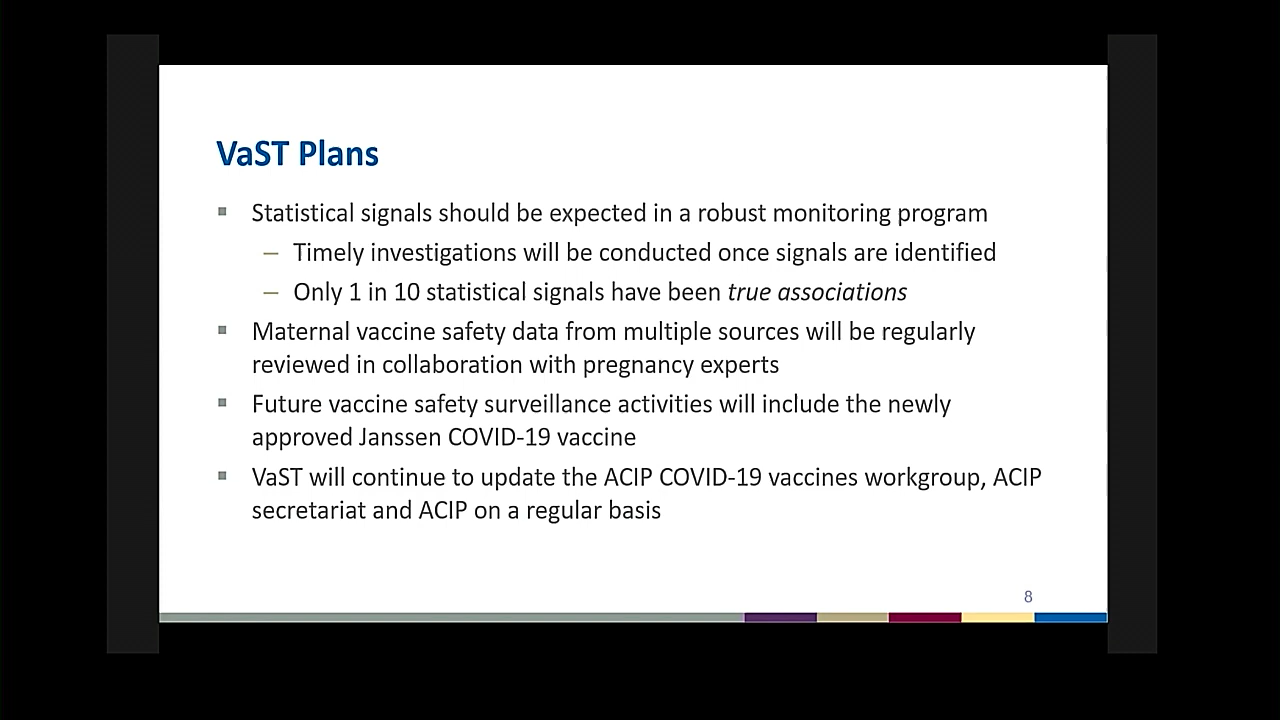 VaST Plans
▪ Statistical signals should be expected in a robust monitoring program
– Timely investigations will be conducted once signals are identified
– Only 1 in 10 statistical signals have been true associations
▪ Maternal vaccine safety data from multiple sources will be regularly
reviewed in collaboration with pregnancy experts
▪ Future vaccine safety surveillance activities will include the newly
approved Janssen COVID-19 vaccine
▪ VaST will continue to update the ACIP COVID-19 vaccines workgroup, ACIP
secretariat and ACIP on a regular basis
8